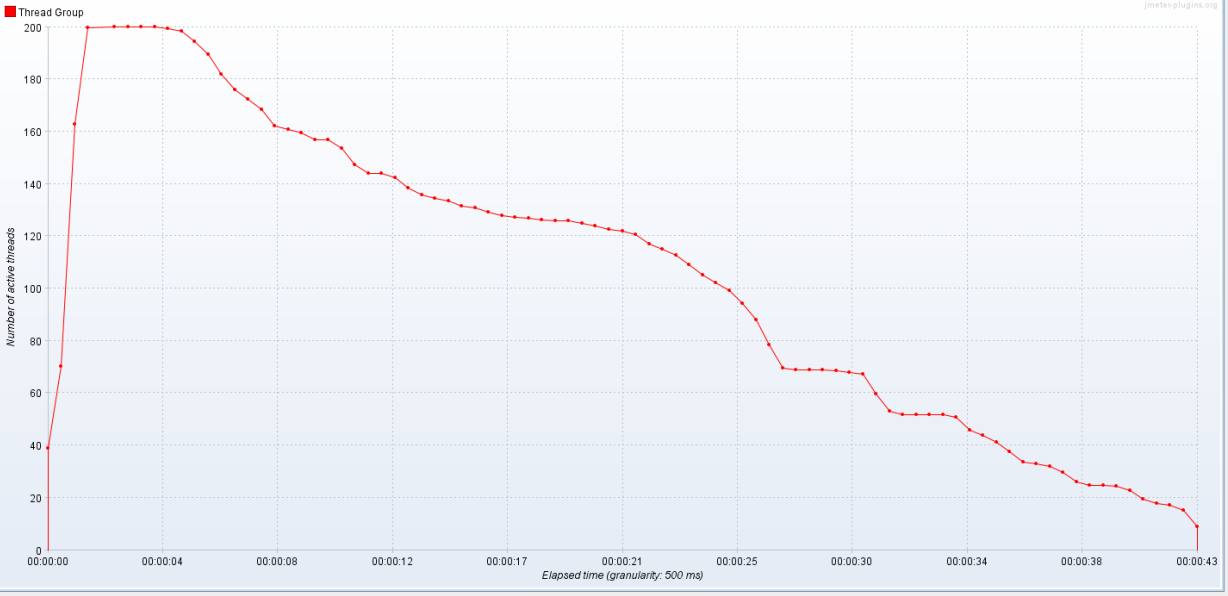 jmeter-plugins.org
Thread Group
200
180
160
140
120
100
80
60
40
20
0
Number of active threads
00:00:00 00:00:04 00:00:08 00:00:12 00:00:17 00:00:21 00:00:25 00:00:30 00:00:34 00:00:38 00:00:43
Elapsed time (granularity: 500 ms)